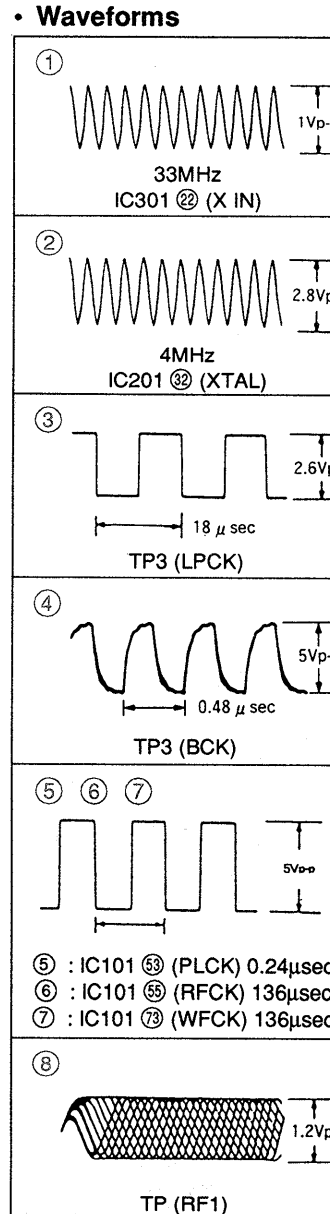 • Waveforms
①
1Vp-
33MHz
IC301 ㉒ (X IN)
②
2.8Vp
4MHz
IC201 ㉜ (XTAL)
③
2.6Vp
18 μ sec
TP3 (LPCK)
④
5Vp-
0.48 μ sec
TP3 (BCK)
⑤ ⑥ ⑦
5Vp-p
⑤ : IC101 53 (PLCK) 0.24μsec
⑥ : IC101 55 (RFCK) 136μsec
⑦ : IC101 73 (WFCK) 136μsec
⑧
1.2Vp
TP (RF1)